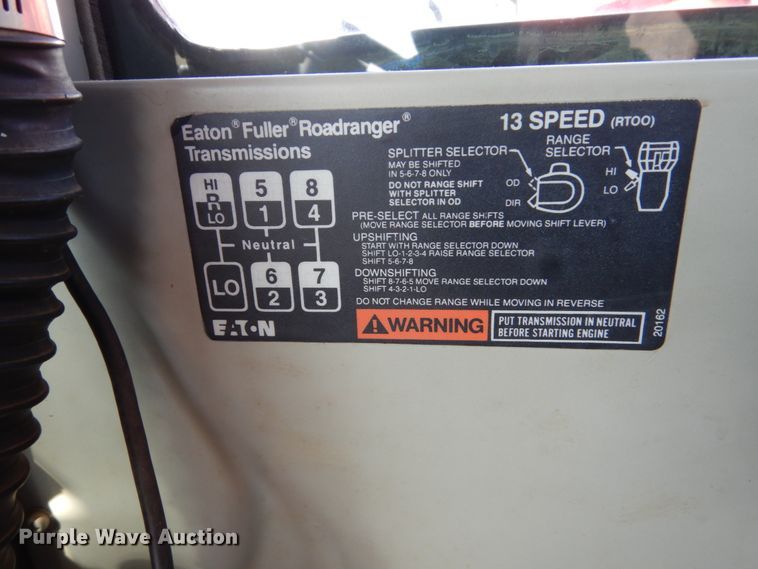 Eaton® Fuller® Roadranger®
Transmissions
13 SPEED (RTOO)
SPLITTER SELECTOR
MAY BE SHIFTED
IN 5-6-7-8 ONLY
DO NOT RANGE SHIFT
WITH SPLITTER
SELECTOR IN OD
OD
DIR
RANGE
SELECTOR
HI
LO
HI
R
LO
5
1
8
4
Neutral
LO
6
2
7
3
PRE-SELECT ALL RANGE SHIFTS
(MOVE RANGE SELECTOR BEFORE MOVING SHIFT LEVER)
UPSHIFTING
START WITH RANGE SELECTOR DOWN
SHIFT LO-1-2-3-4 RAISE RANGE SELECTOR
SHIFT 5-6-7-8
DOWNSHIFTING
SHIFT 8-7-6-5 MOVE RANGE SELECTOR DOWN
SHIFT 4-3-2-1-LO
DO NOT CHANGE RANGE WHILE MOVING IN REVERSE
EATON
WARNING
PUT TRANSMISSION IN NEUTRAL
BEFORE STARTING ENGINE
20162
Purple Wave Auction